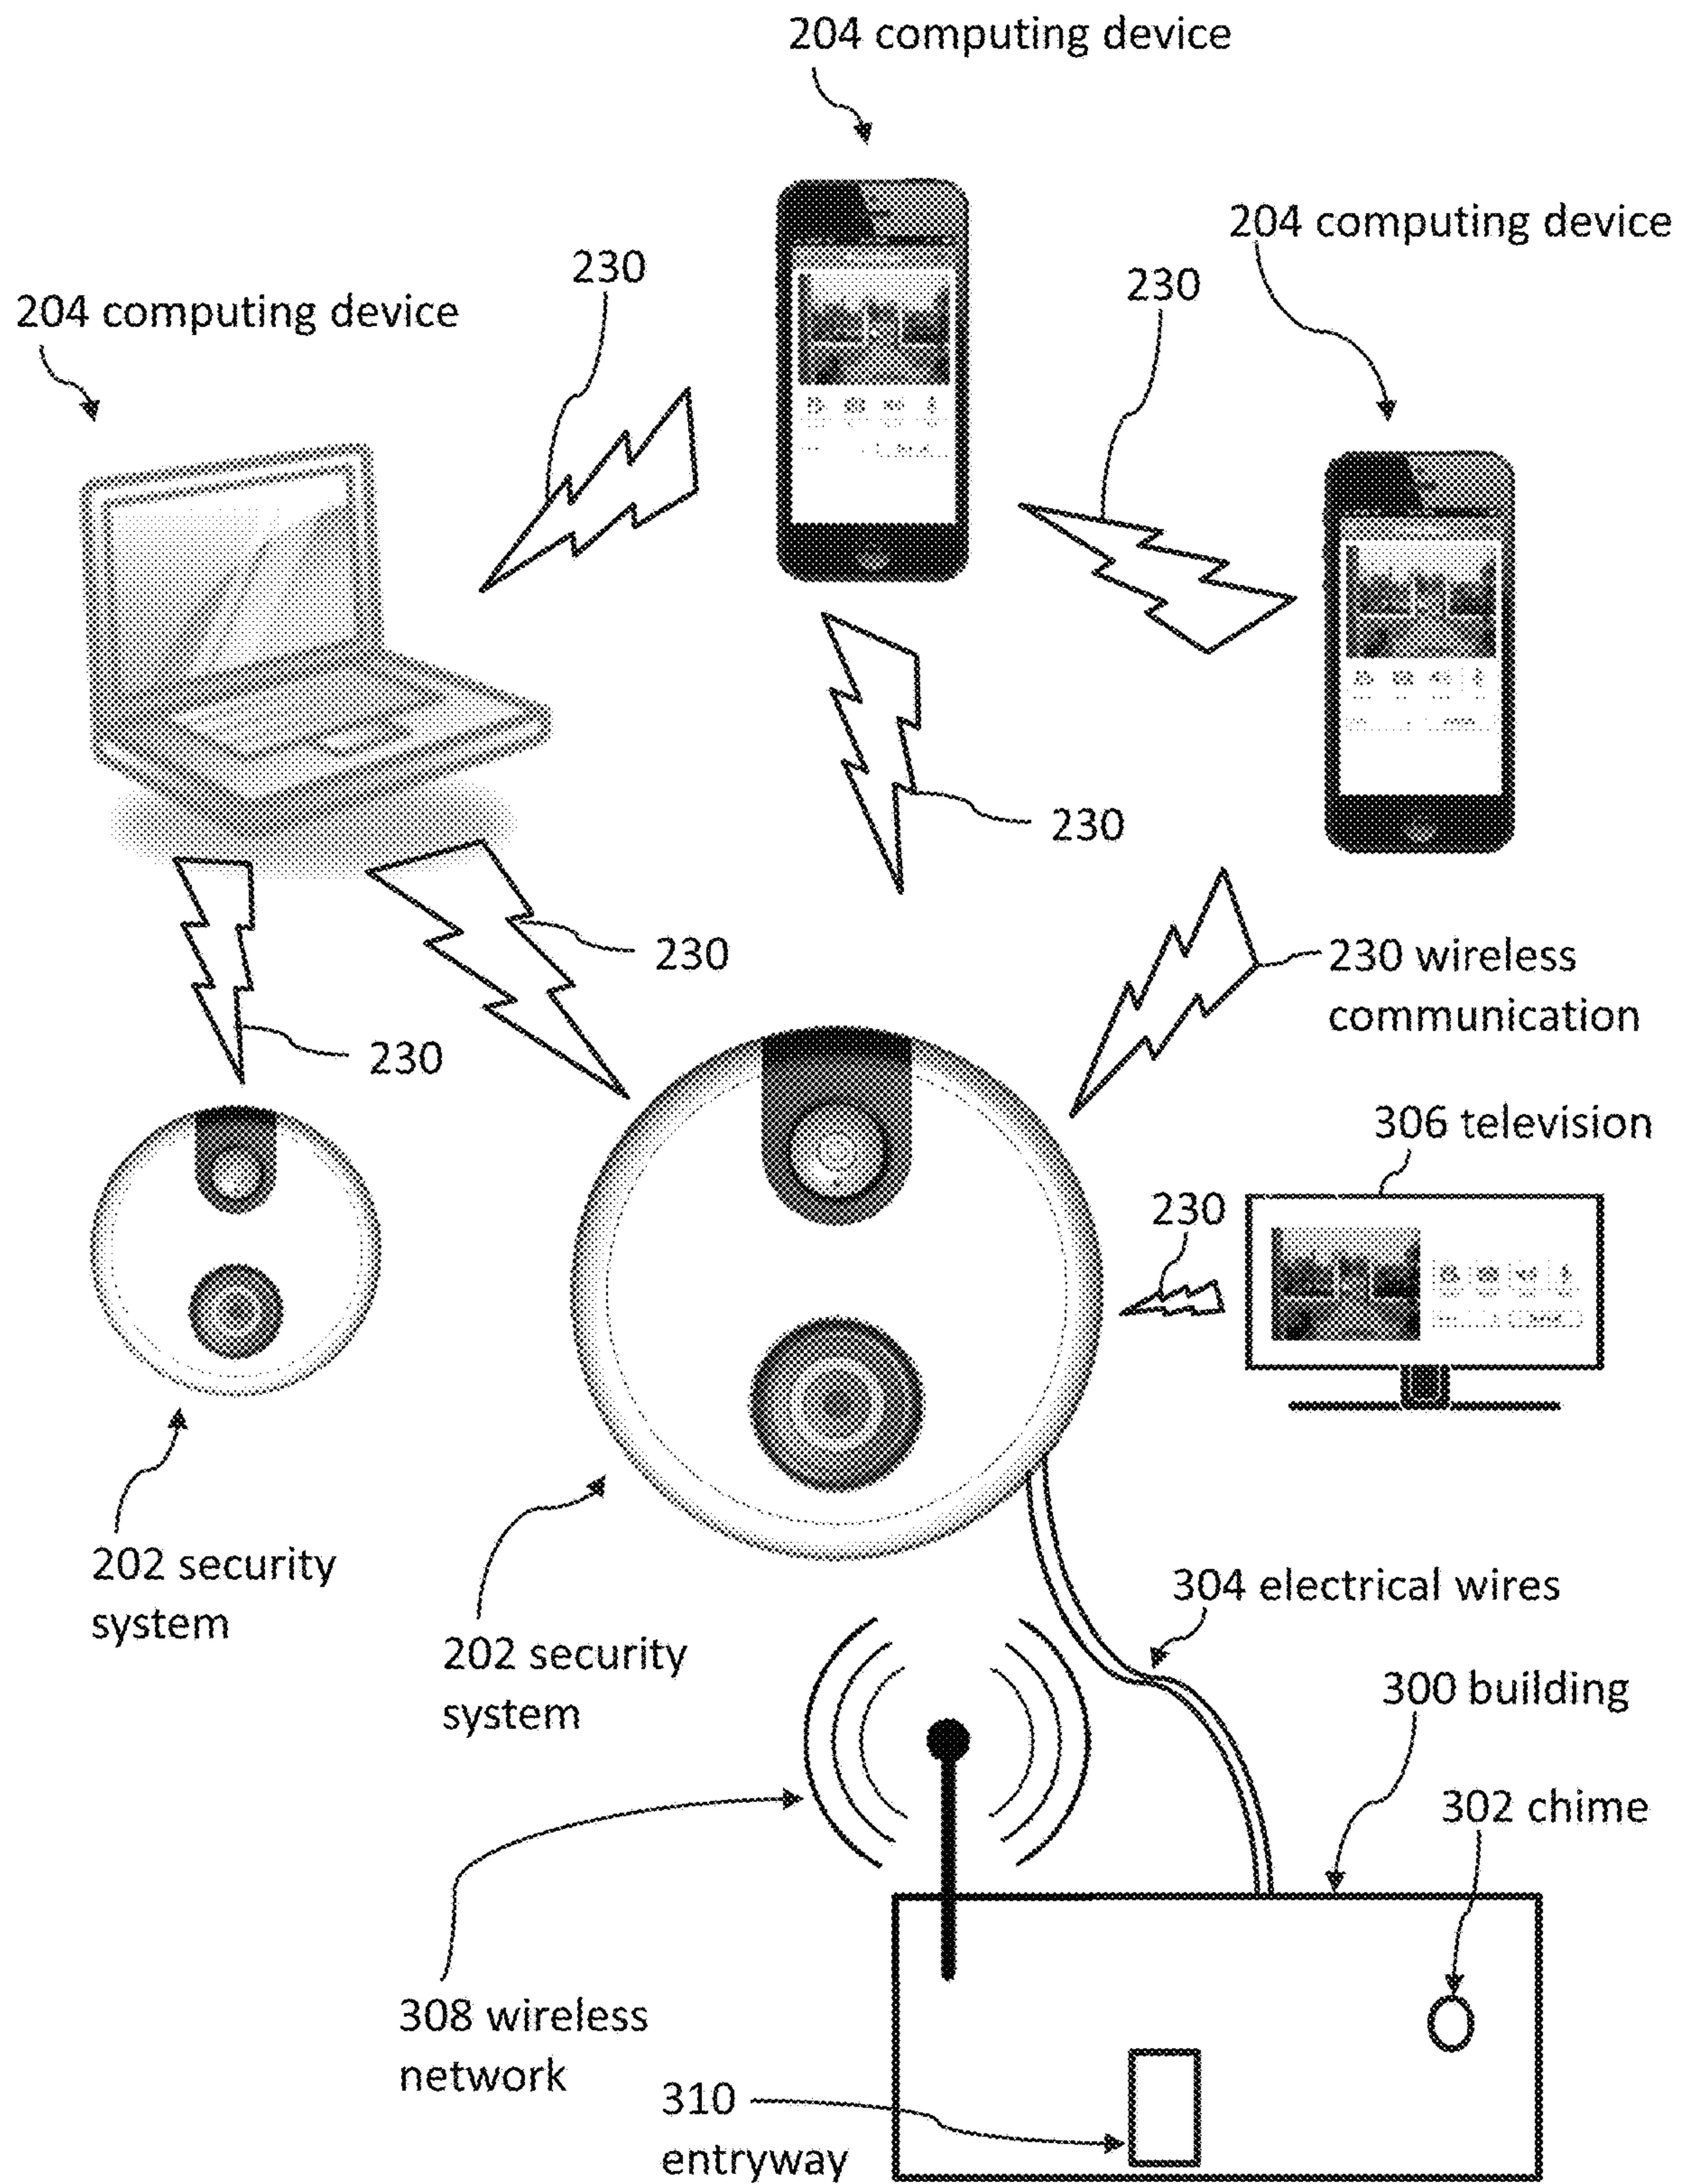 204 computing device
204 computing device
230
230
204 computing device
230
230
230 wireless
communication
230
306 television
230
202 security
system
304 electrical wires
202 security
system
300 building
302 chime
308 wireless
network
310
entryway